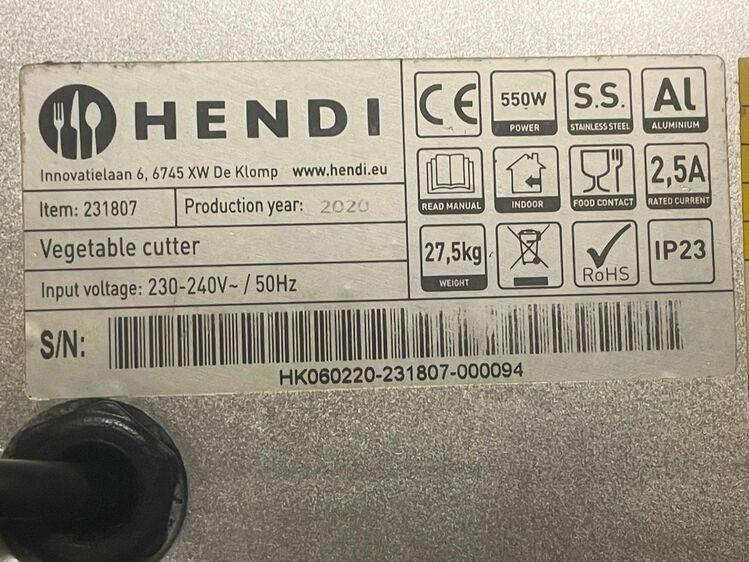 HENDI
Innovatielaan 6, 6745 XW De Klomp www.hendi.eu
Item: 231807
Production year: 2020
Vegetable cutter
Input voltage: 230-240V~ / 50Hz
CE
550W
POWER
S.S.
STAINLESS STEEL
AL
ALUMINIUM
READ MANUAL
INDOOR
FOOD CONTACT
2,5A
RATED CURRENT
27,5kg
WEIGHT
RoHS
IP23
S/N:
HK060220-231807-000094